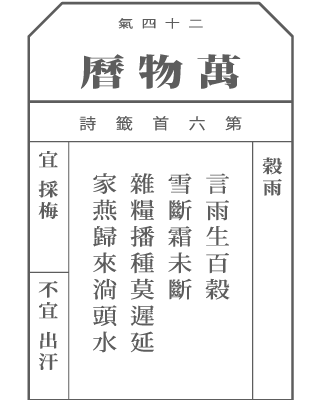 二十四氣
萬物曆
第六首籤詩
穀雨
言雨生百穀
雪斷霜未斷
雜糧播種莫遲延
家燕歸來淌頭水
宜 採梅
不宜 出汗